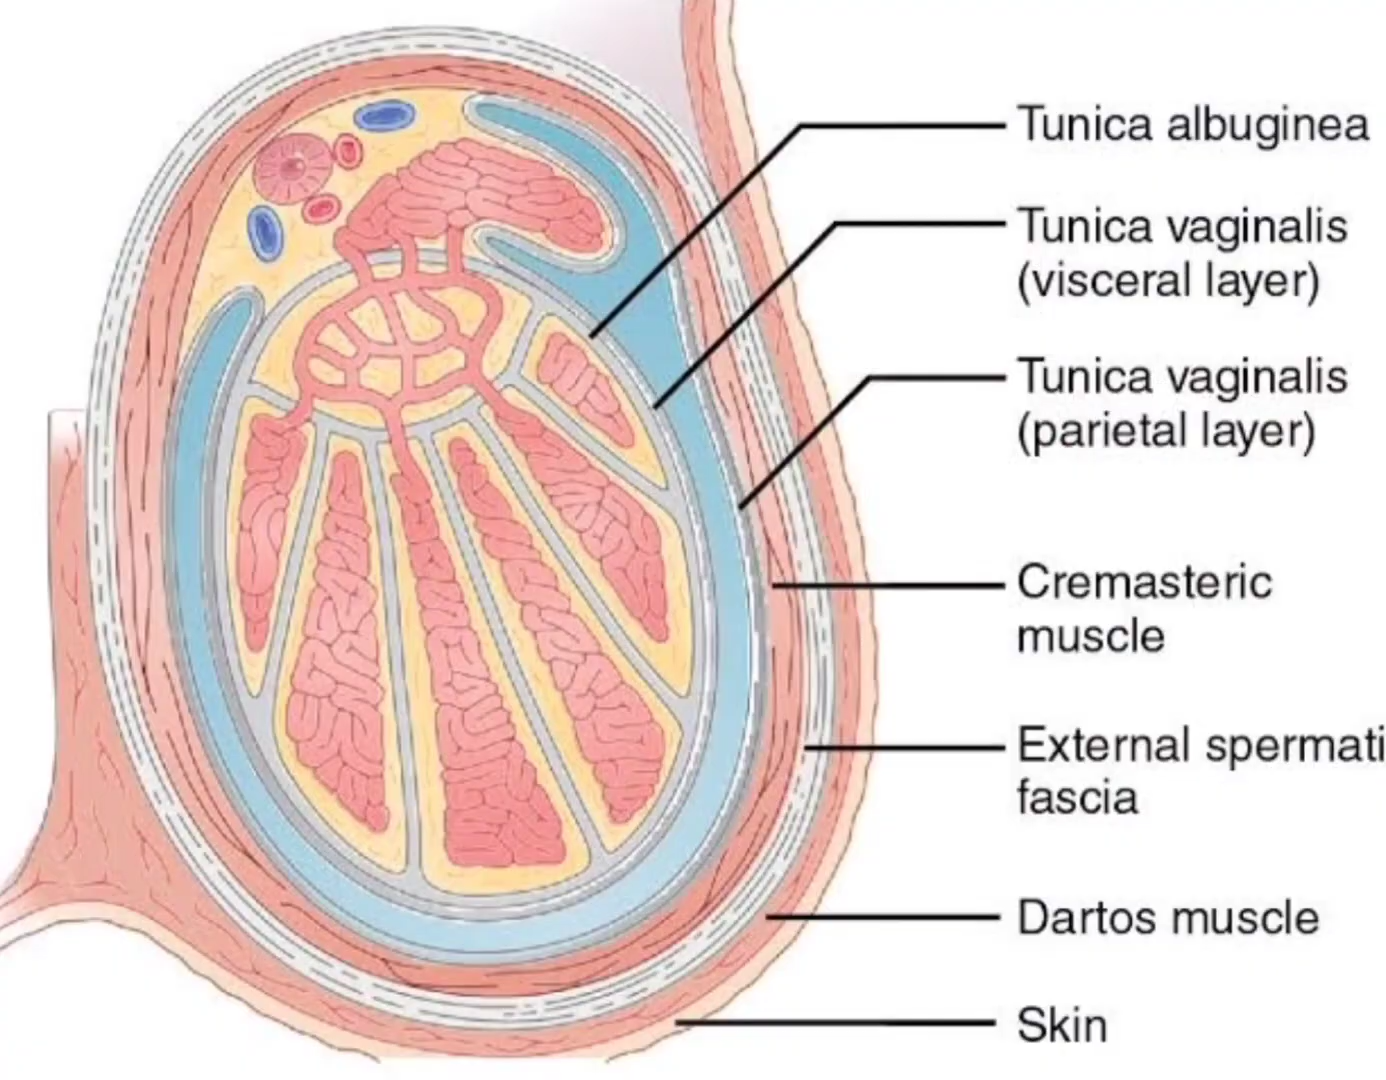 Tunica albuginea
Tunica vaginalis
(visceral layer)
Tunica vaginalis
(parietal layer)
Cremasteric
muscle
External spermati
fascia
Dartos muscle
Skin